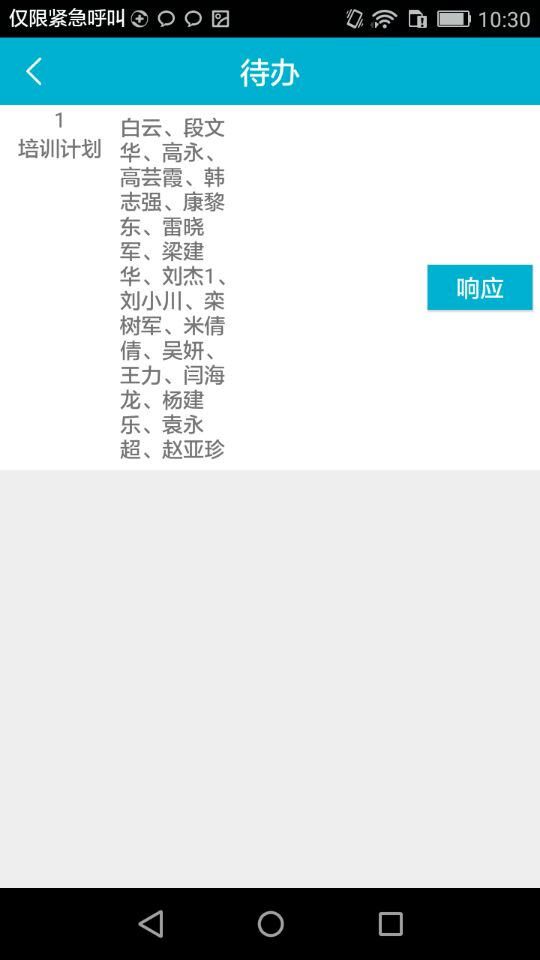 仅限紧急呼叫 10:30
待办
1
培训计划
白云、段文
华、高永、
高芸霞、韩
志强、康黎
东、雷晓
军、梁建
华、刘杰1、
刘小川、栾
树军、米倩
倩、吴妍、
王力、闫海
龙、杨建
乐、袁永
超、赵亚珍
响应